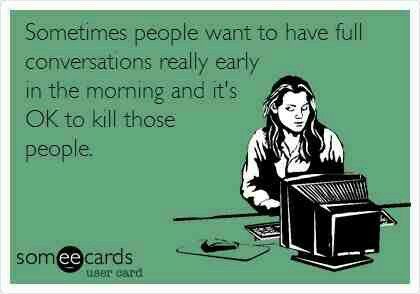 Sometimes people want to have full
conversations really early
in the morning and it's
OK to kill those
people.
someecards
user card